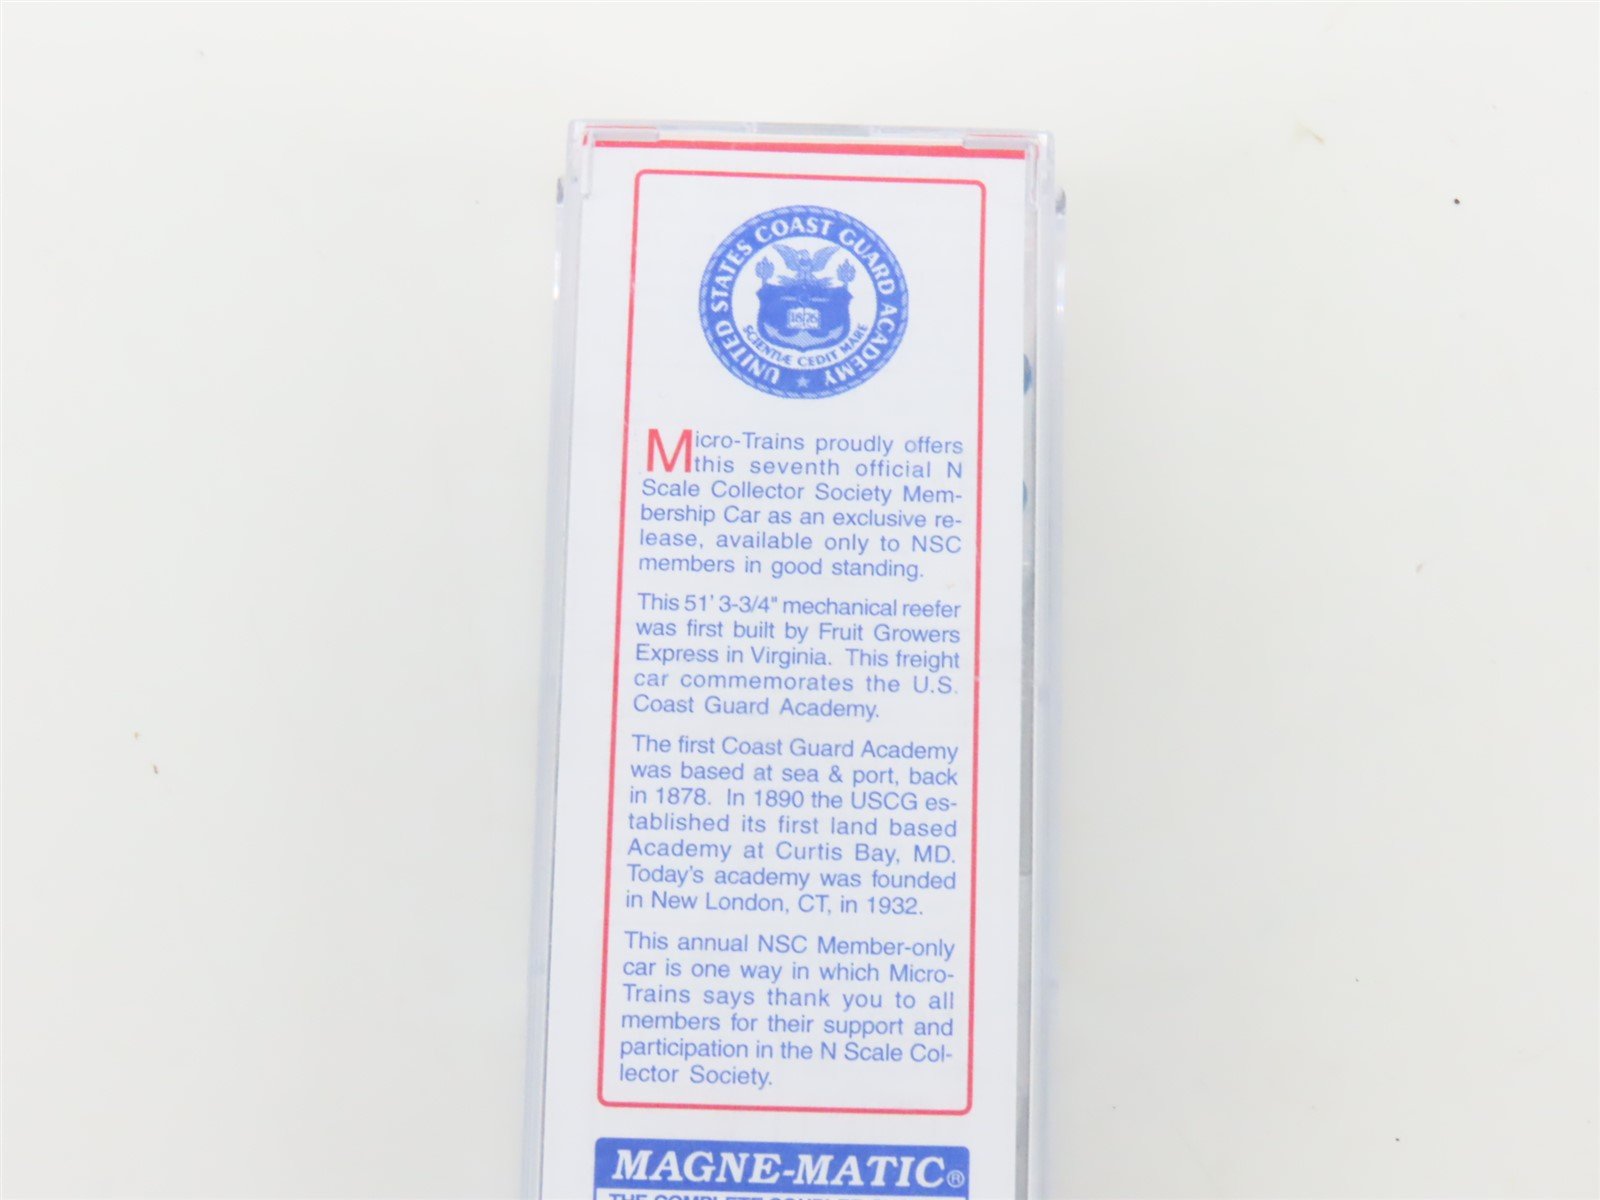 UNITED STATES COAST GUARD ACADEMY
1876
SCIENTIÆ CEDIT MARE
Micro-Trains proudly offers
this seventh official N
Scale Collector Society Mem-
bership Car as an exclusive re-
lease, available only to NSC
members in good standing.
This 51' 3-3/4" mechanical reefer
was first built by Fruit Growers
Express in Virginia. This freight
car commemorates the U.S.
Coast Guard Academy.
The first Coast Guard Academy
was based at sea & port, back
in 1878. In 1890 the USCG es-
tablished its first land based
Academy at Curtis Bay, MD.
Today's academy was founded
in New London, CT, in 1932.
This annual NSC Member-only
car is one way in which Micro-
Trains says thank you to all
members for their support and
participation in the N Scale Col-
lector Society.
MAGNE-MATIC®
THE COMPLETE COUPLER